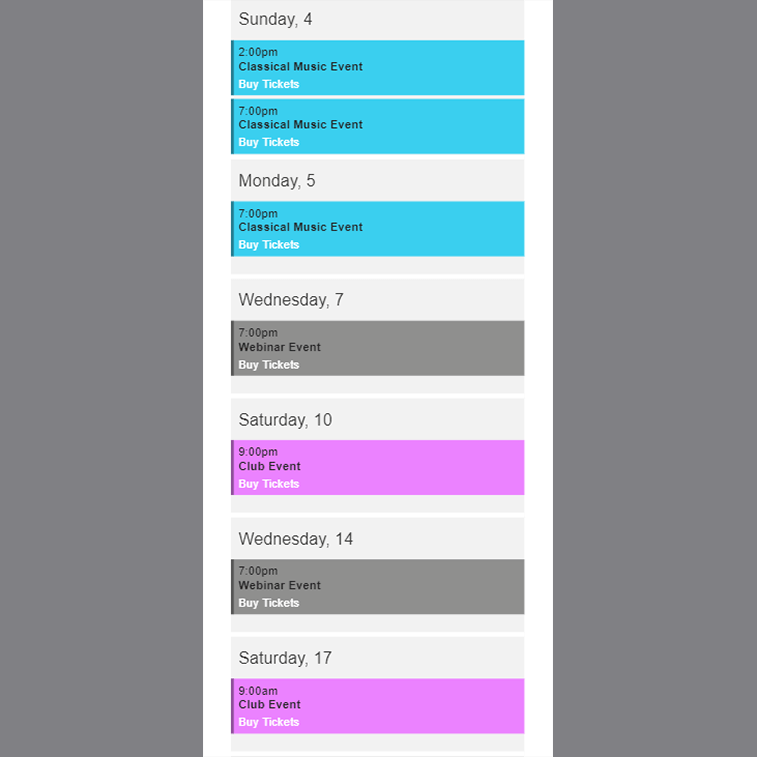 Sunday, 4
2:00pm
Classical Music Event
Buy Tickets
7:00pm
Classical Music Event
Buy Tickets
Monday, 5
7:00pm
Classical Music Event
Buy Tickets
Wednesday, 7
7:00pm
Webinar Event
Buy Tickets
Saturday, 10
9:00pm
Club Event
Buy Tickets
Wednesday, 14
7:00pm
Webinar Event
Buy Tickets
Saturday, 17
9:00am
Club Event
Buy Tickets